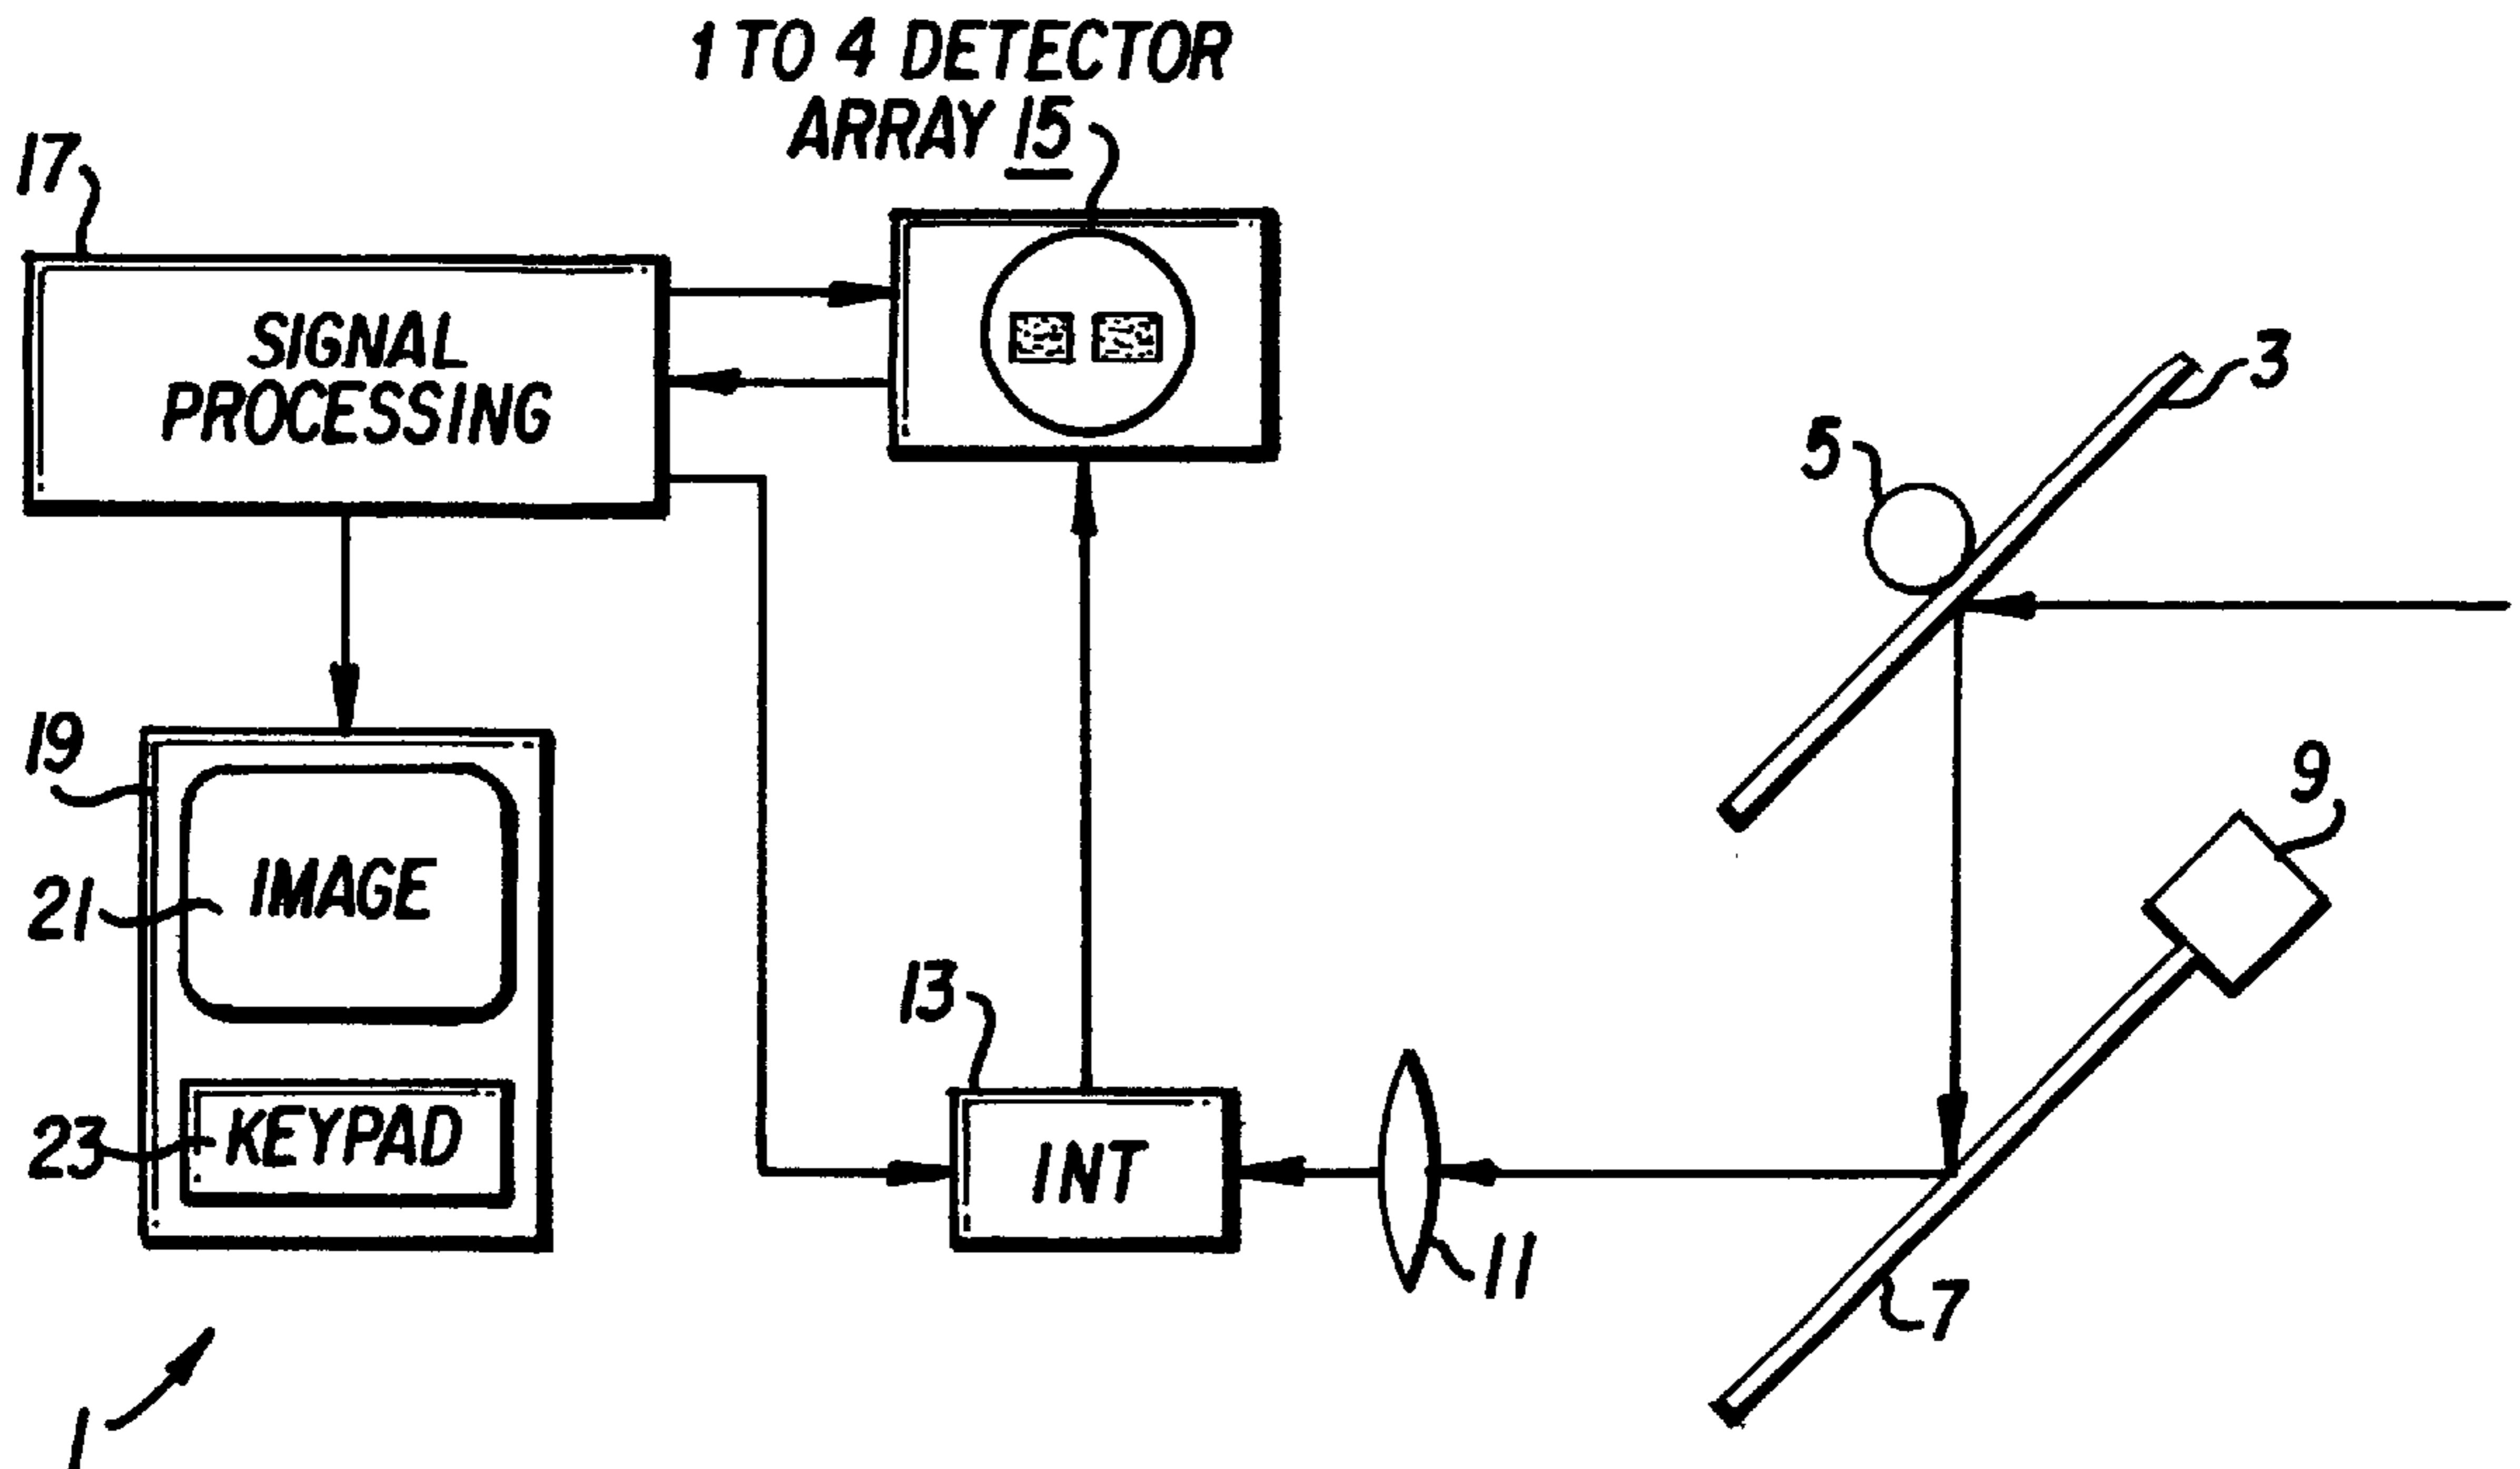 1 TO 4 DETECTOR
ARRAY 15
17
SIGNAL
PROCESSING
3
5
19
9
21
IMAGE
13
23
KEYPAD
INT
11
7
1